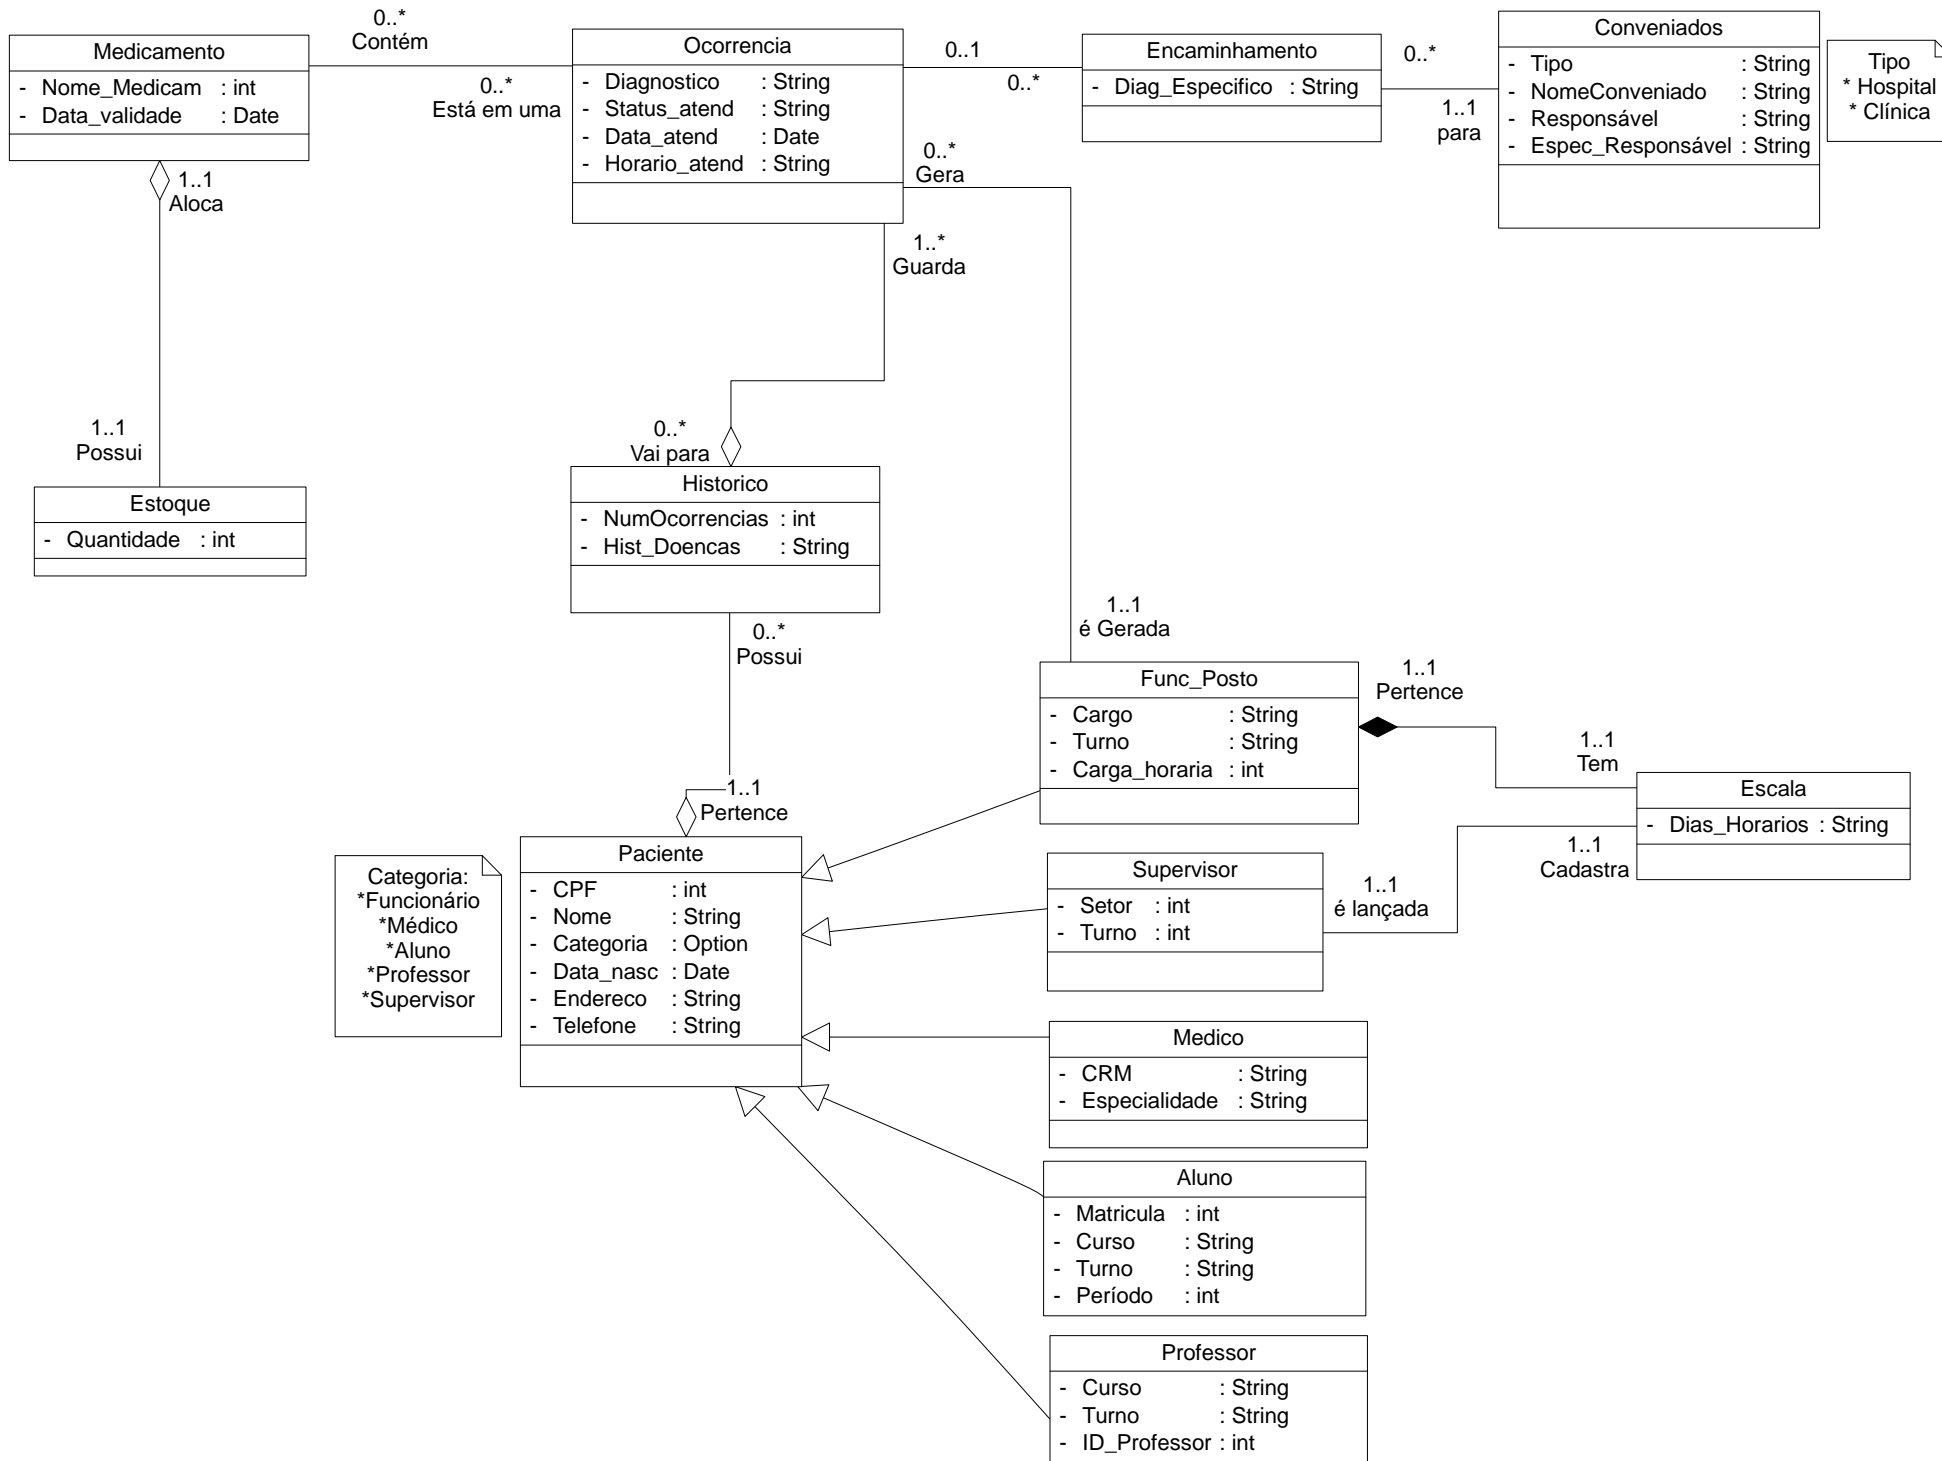 0..*
Contém
Medicamento
- Nome_Medicam : int
- Data_validade : Date
0..*
Está em uma
Ocorrencia
- Diagnostico : String
- Status_atend : String
- Data_atend : Date
- Horario_atend : String
0..1
0..*
Encaminhamento
- Diag_Especifico : String
0..*
1..1
para
Conveniados
- Tipo : String
- NomeConveniado : String
- Responsável : String
- Espec_Responsável : String
Tipo
* Hospital
* Clínica
1..1
Aloca
0..*
Gera
1..*
Guarda
1..1
Possui
Estoque
- Quantidade : int
0..*
Vai para
Historico
- NumOcorrencias : int
- Hist_Doencas : String
0..*
Possui
1..1
é Gerada
Func_Posto
- Cargo : String
- Turno : String
- Carga_horaria : int
1..1
Pertence
1..1
Tem
Escala
- Dias_Horarios : String
1..1
Cadastra
1..1
é lançada
1..1
Pertence
Categoria:
*Funcionário
*Médico
*Aluno
*Professor
*Supervisor
Paciente
- CPF : int
- Nome : String
- Categoria : Option
- Data_nasc : Date
- Endereco : String
- Telefone : String
Supervisor
- Setor : int
- Turno : int
Medico
- CRM : String
- Especialidade : String
Aluno
- Matricula : int
- Curso : String
- Turno : String
- Período : int
Professor
- Curso : String
- Turno : String
- ID_Professor : int